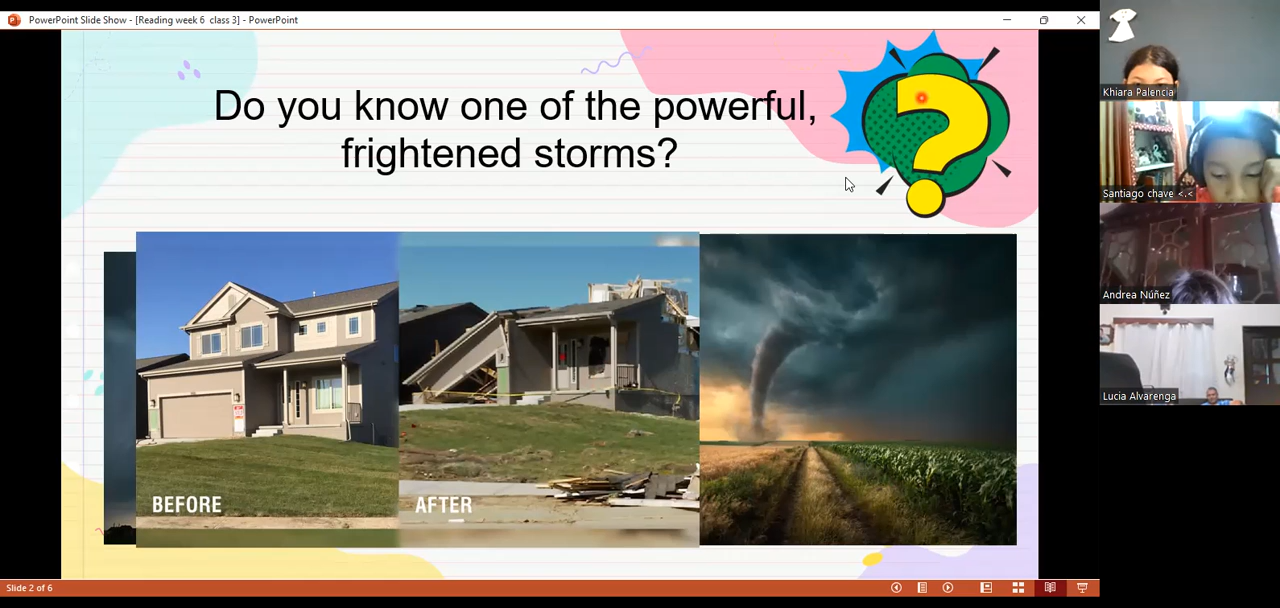 PowerPoint Slide Show - [Reading week 6 class 3] - PowerPoint
Do you know one of the powerful,
frightened storms?
BEFORE
AFTER
Khiara Palencia
Santiago chave <.<
Andrea Núñez
Lucia Alvarenga
Slide 2 of 6